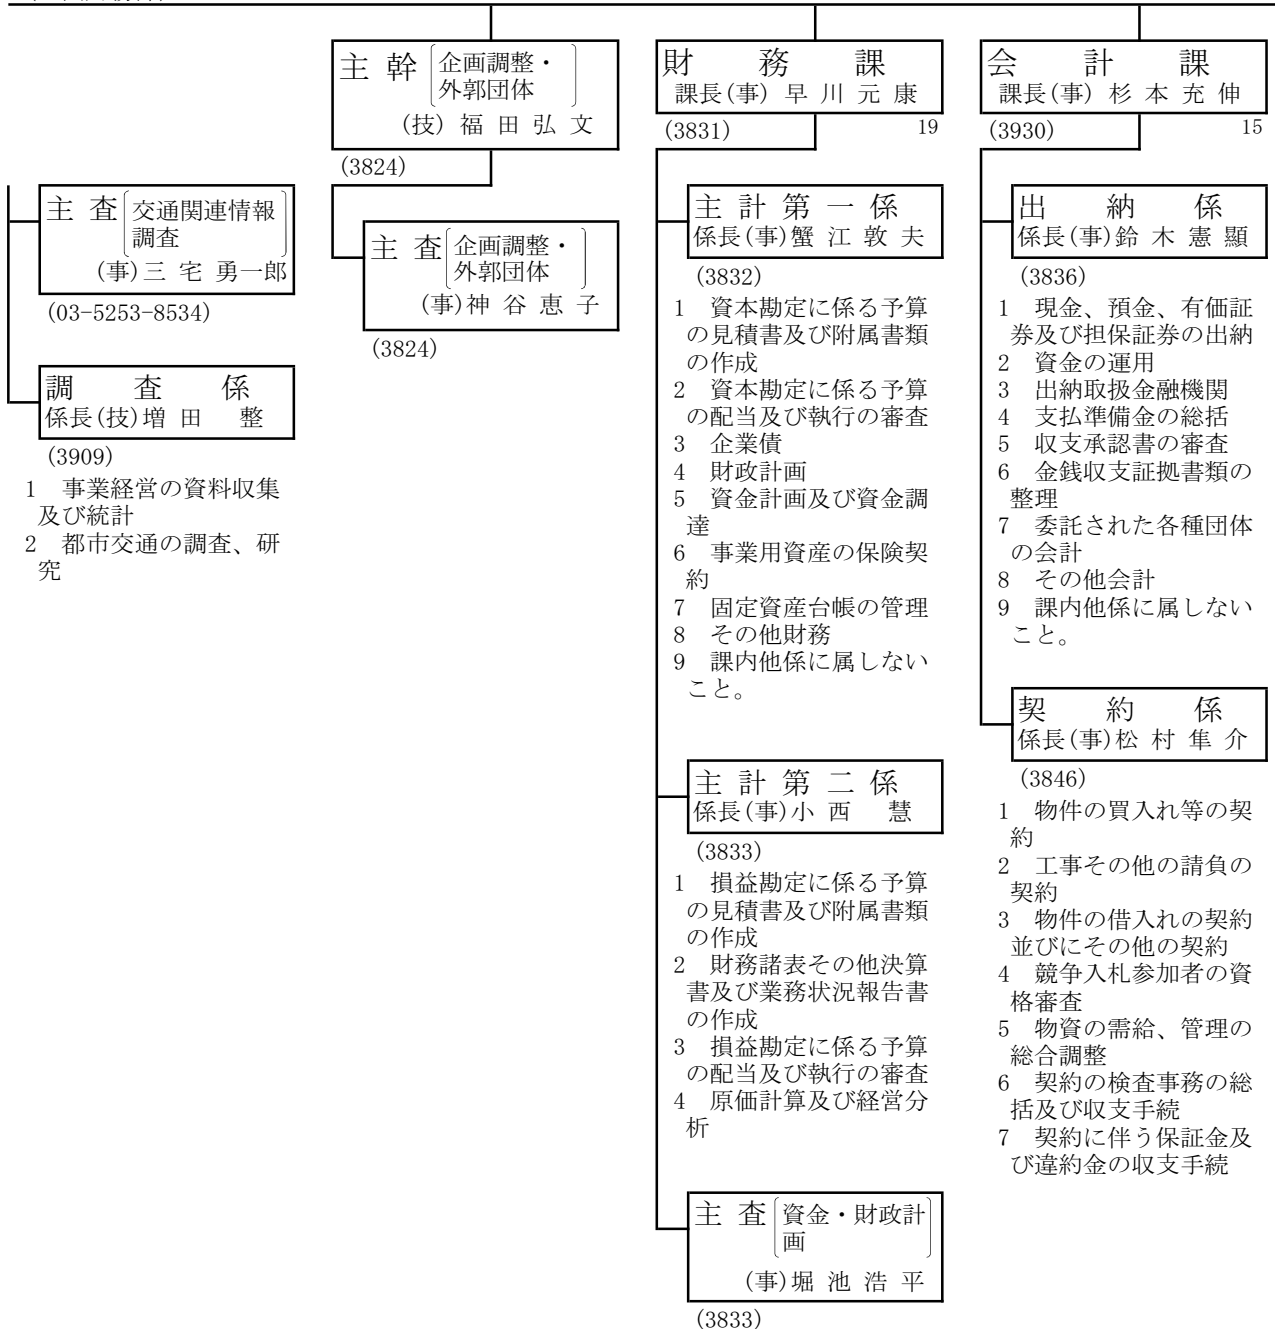 主査 交通関連情報
調査
(事)三宅勇一郎
(03-5253-8534)
調査係
係長(技)増田 整
(3909)
1 事業経営の資料収集
及び統計
2 都市交通の調査、研
究
主幹 企画調整・
外郭団体
(技)福田弘文
(3824)
主査 企画調整・
外郭団体
(事)神谷恵子
(3824)
財務課
課長(事)早川元康
(3831) 19
主計第一係
係長(事)蟹江敦夫
(3832)
1 資本勘定に係る予算
の見積書及び附属書類
の作成
2 資本勘定に係る予算
の配当及び執行の審査
3 企業債
4 財政計画
5 資金計画及び資金調
達
6 事業用資産の保険契
約
7 固定資産台帳の管理
8 その他財務
9 課内他係に属しない
こと。
主計第二係
係長(事)小西 慧
(3833)
1 損益勘定に係る予算
の見積書及び附属書類
の作成
2 財務諸表その他決算
書及び業務状況報告書
の作成
3 損益勘定に係る予算
の配当及び執行の審査
4 原価計算及び経営分
析
主査 資金・財政計
画
(事)堀池浩平
(3833)
会計課
課長(事)杉本充伸
(3930) 15
出納係
係長(事)鈴木憲顯
(3836)
1 現金、預金、有価証
券及び担保証券の出納
2 資金の運用
3 出納取扱金融機関
4 支払準備金の総括
5 収支承認書の審査
6 金銭収支証拠書類の
整理
7 委託された各種団体
の会計
8 その他会計
9 課内他係に属しない
こと。
契約係
係長(事)松村隼介
(3846)
1 物件の買入れ等の契
約
2 工事その他の請負の
契約
3 物件の借入れの契約
並びにその他の契約
4 競争入札参加者の資
格審査
5 物資の需給、管理の
総合調整
6 契約の検査事務の総
括及び収支手続
7 契約に伴う保証金及
び違約金の収支手続